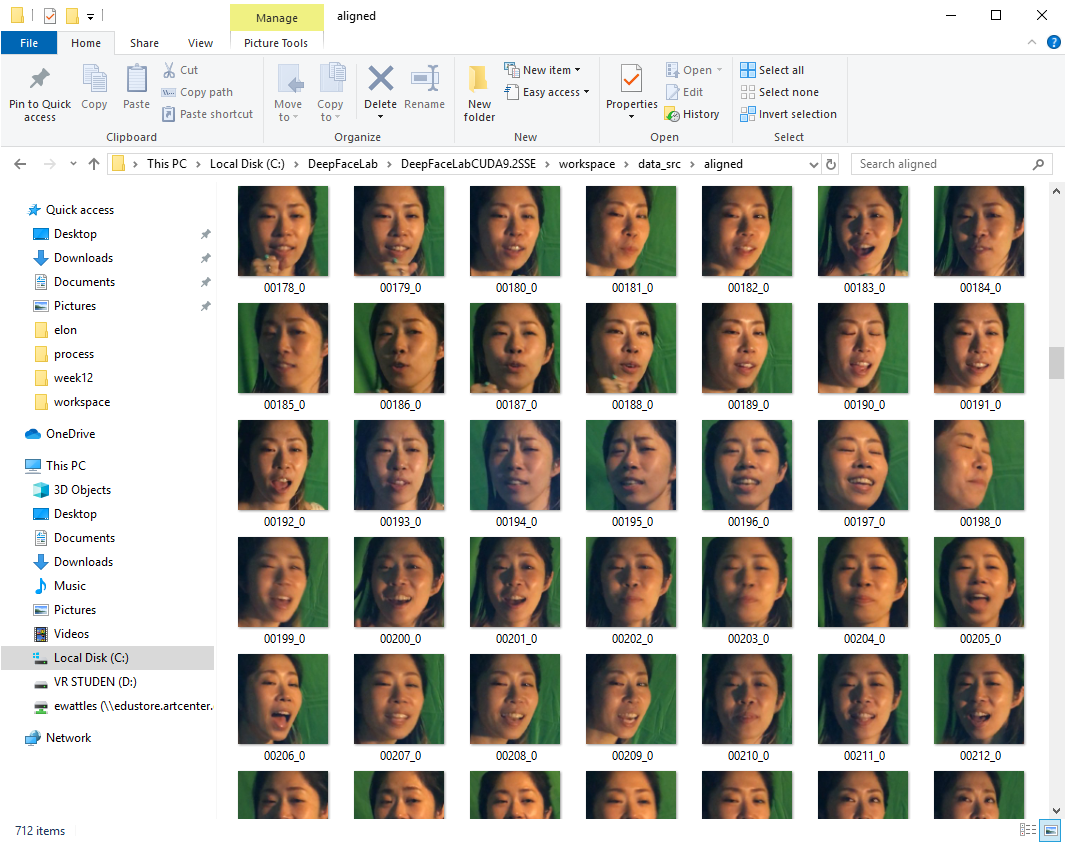 Manage
aligned
File
Home
Share
View
Picture Tools
Pin to Quick access
Copy
Paste
Cut
Copy path
Paste shortcut
Clipboard
Move to
Copy to
Delete
Rename
Organize
New folder
New item
Easy access
New
Properties
Open
Edit
History
Open
Select all
Select none
Invert selection
Select
This PC > Local Disk (C:) > DeepFaceLab > DeepFaceLabCUDA9.2SSE > workspace > data_src > aligned
Search aligned
Quick access
Desktop
Downloads
Documents
Pictures
elon
process
week12
workspace
OneDrive
This PC
3D Objects
Desktop
Documents
Downloads
Music
Pictures
Videos
Local Disk (C:)
VR STUDEN (D:)
ewattles (\\edustore.artcenter.
Network
00178_0 00179_0 00180_0 00181_0 00182_0 00183_0 00184_0
00185_0 00186_0 00187_0 00188_0 00189_0 00190_0 00191_0
00192_0 00193_0 00194_0 00195_0 00196_0 00197_0 00198_0
00199_0 00200_0 00201_0 00202_0 00203_0 00204_0 00205_0
00206_0 00207_0 00208_0 00209_0 00210_0 00211_0 00212_0
712 items